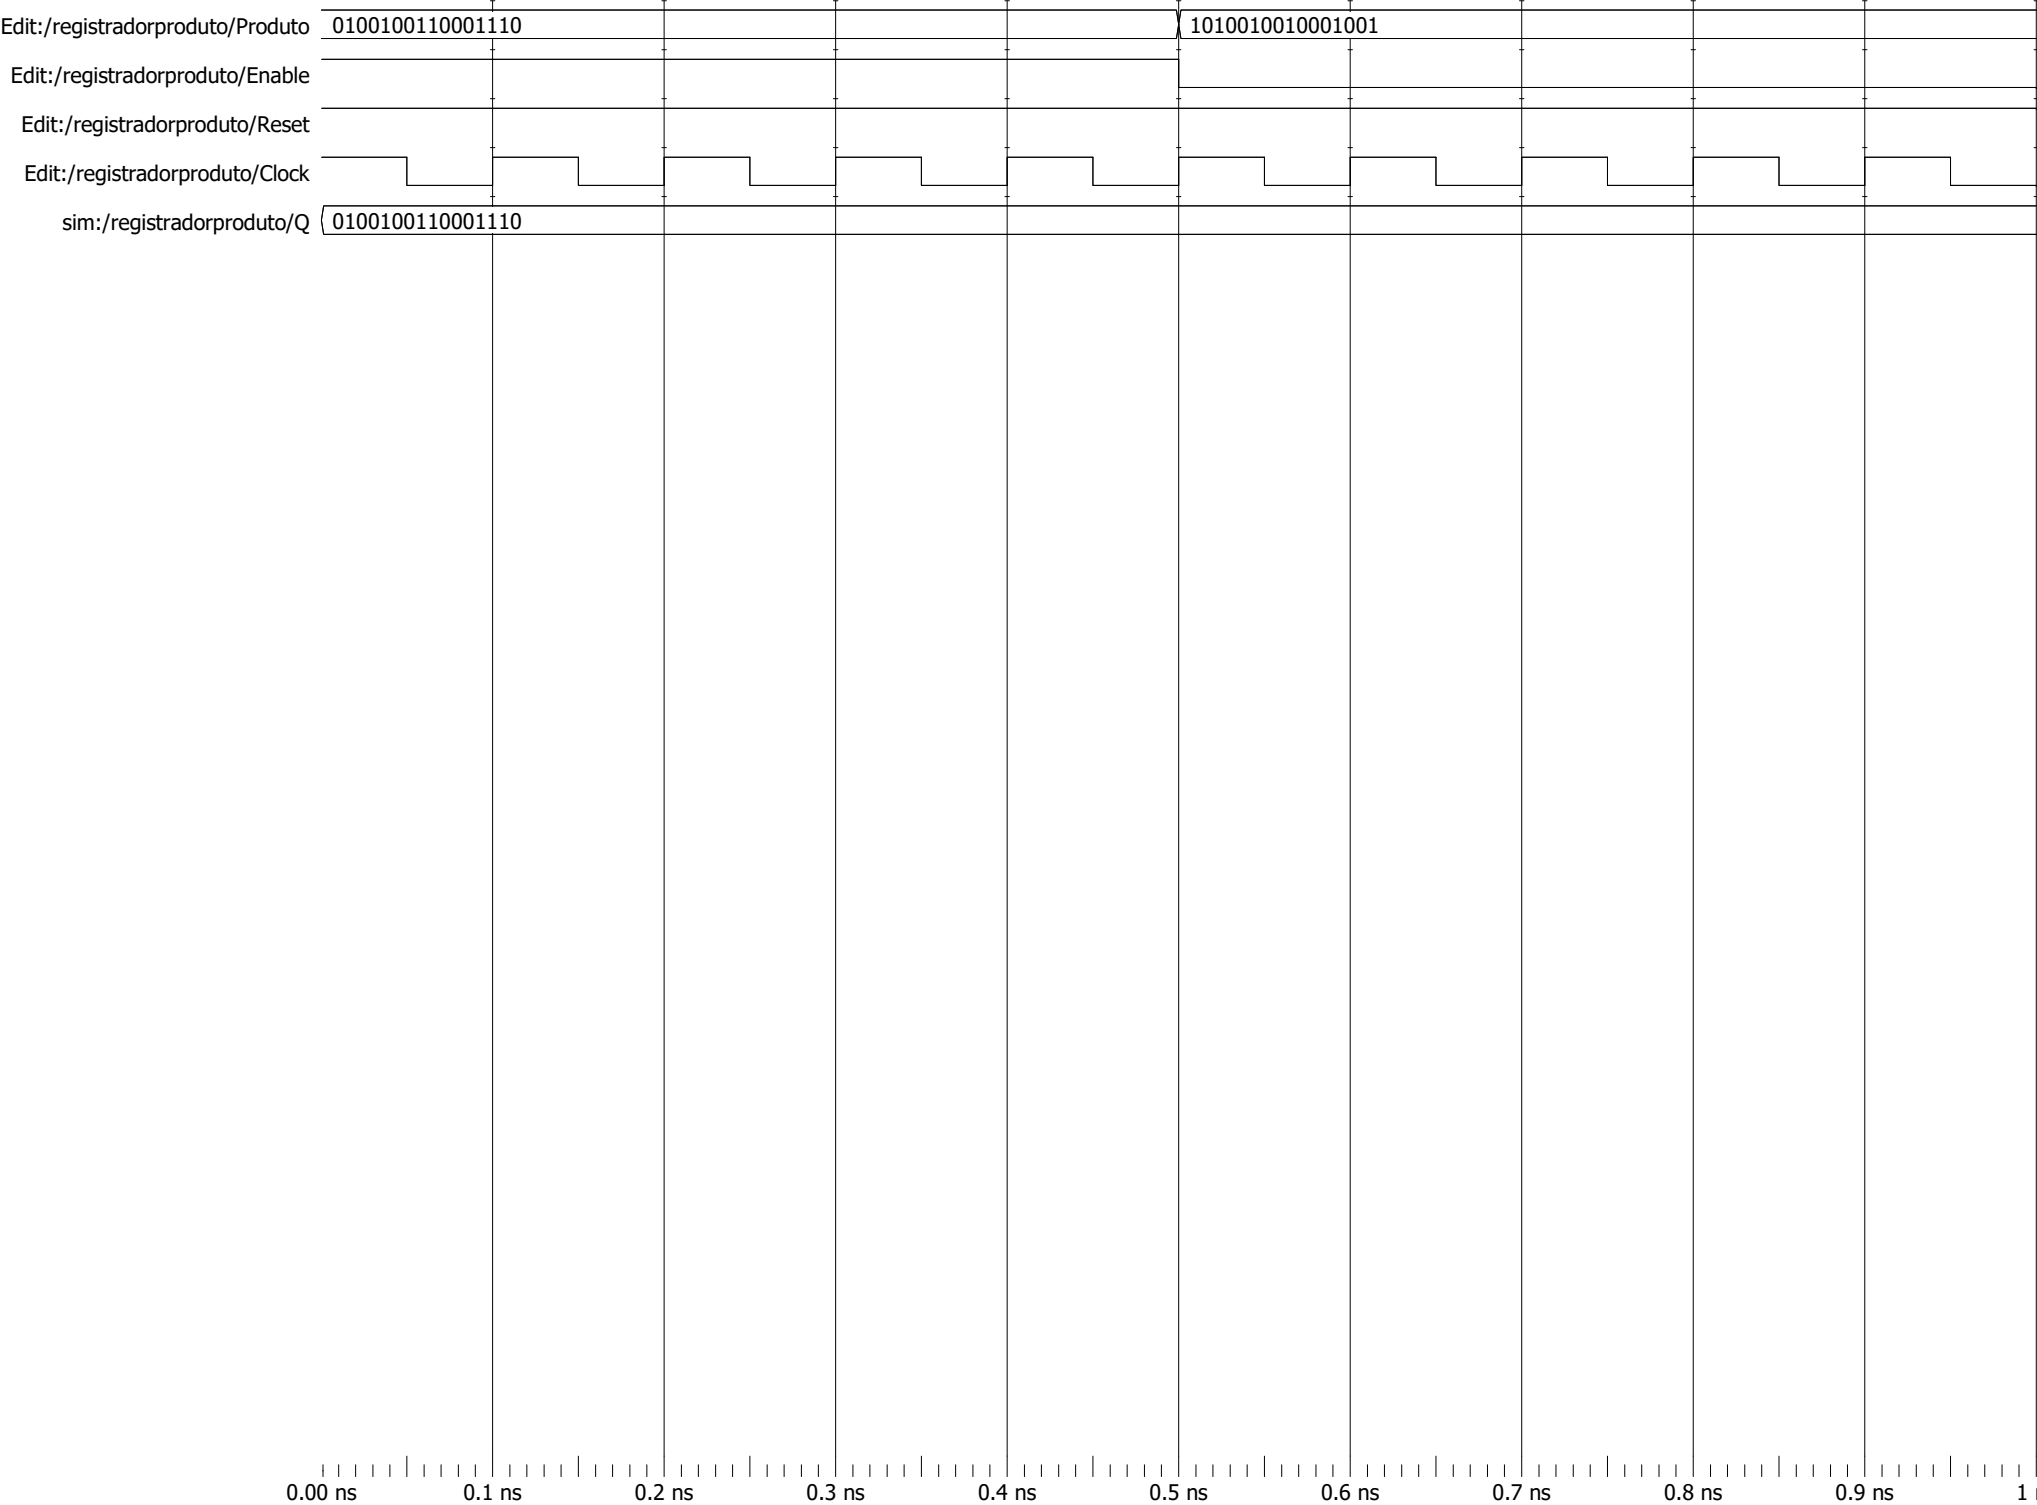 Edit:/registradorproduto/Produto 0100100110001110 1010010010001001
Edit:/registradorproduto/Enable
Edit:/registradorproduto/Reset
Edit:/registradorproduto/Clock
sim:/registradorproduto/Q 0100100110001110
0.00 ns 0.1 ns 0.2 ns 0.3 ns 0.4 ns 0.5 ns 0.6 ns 0.7 ns 0.8 ns 0.9 ns 1